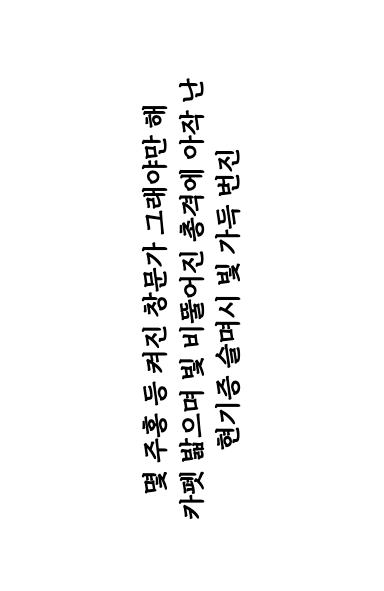 몇 주홍 등 켜진 창문가 그래야만 해
카펫 밟으며 빛 비뚤어진 총격에 아작 난
현기증 슬며시 빛 가득 번진